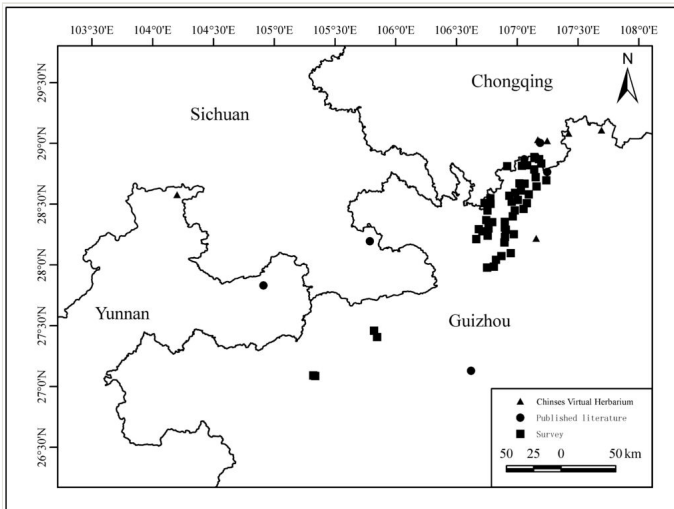 103°30'E 104°0'E 104°30'E 105°0'E 105°30'E 106°0'E 106°30'E 107°0'E 107°30'E 108°0'E
29°30'N
29°0'N
28°30'N
28°0'N
27°30'N
27°0'N
26°30'N
N
Chongqing
Sichuan
Yunnan
Guizhou
Chinses Virtual Herbarium
Published literature
Survey
50 25 0 50 km